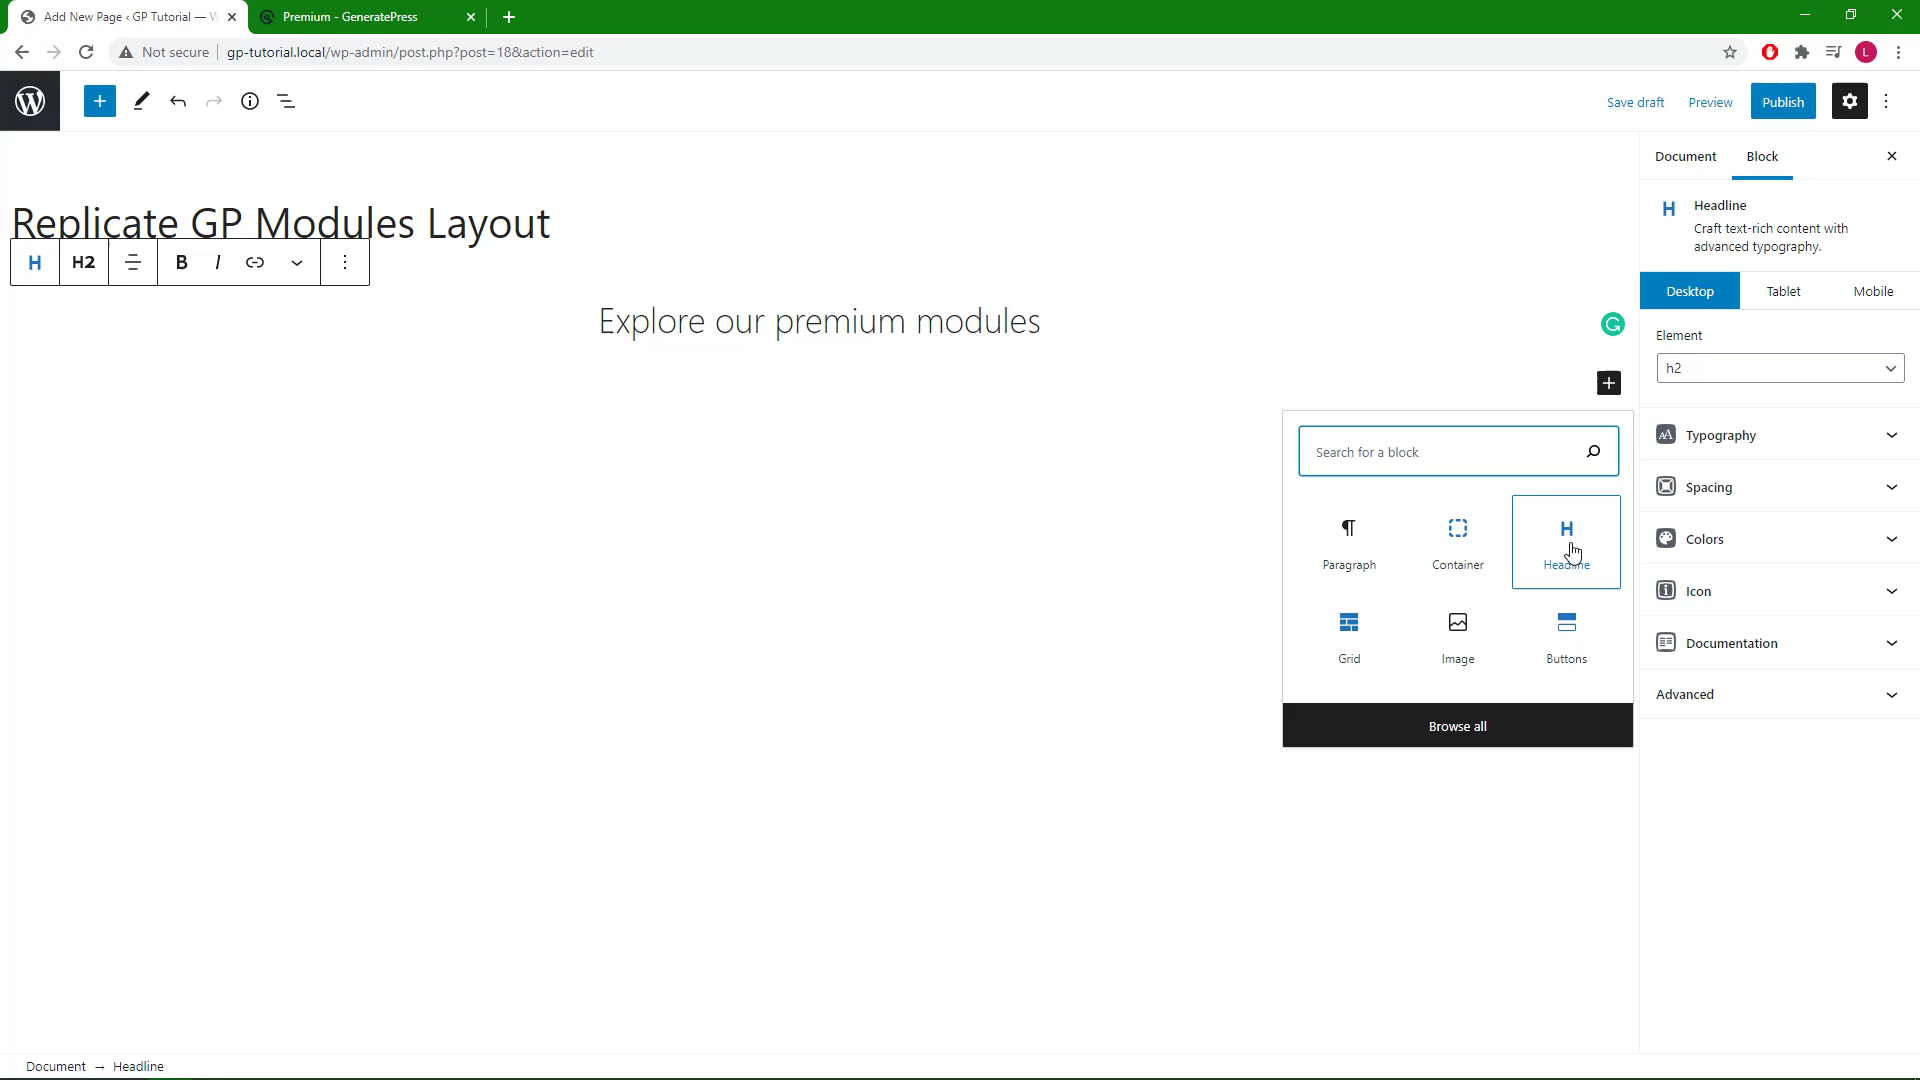 Add New Page ‹ GP Tutorial — W
Premium - GeneratePress
Not secure
gp-tutorial.local/wp-admin/post.php?post=18&action=edit
L
Save draft
Preview
Publish
Document
Block
Replicate GP Modules Layout
H
H2
B
I
Explore our premium modules
G
H
Headline
Craft text-rich content with
advanced typography.
Desktop
Tablet
Mobile
Element
h2
Typography
Spacing
Colors
Icon
Documentation
Advanced
Search for a block
Paragraph
Container
H
Headline
Grid
Image
Buttons
Browse all
Document → Headline